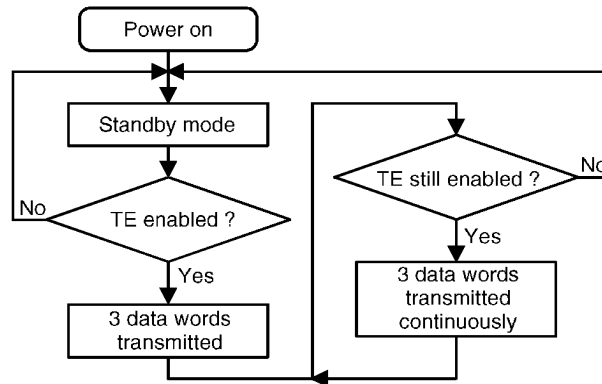 Power on
Standby mode
TE enabled ?
No
Yes
3 data words
transmitted
TE still enabled ?
No
Yes
3 data words
transmitted
continuously